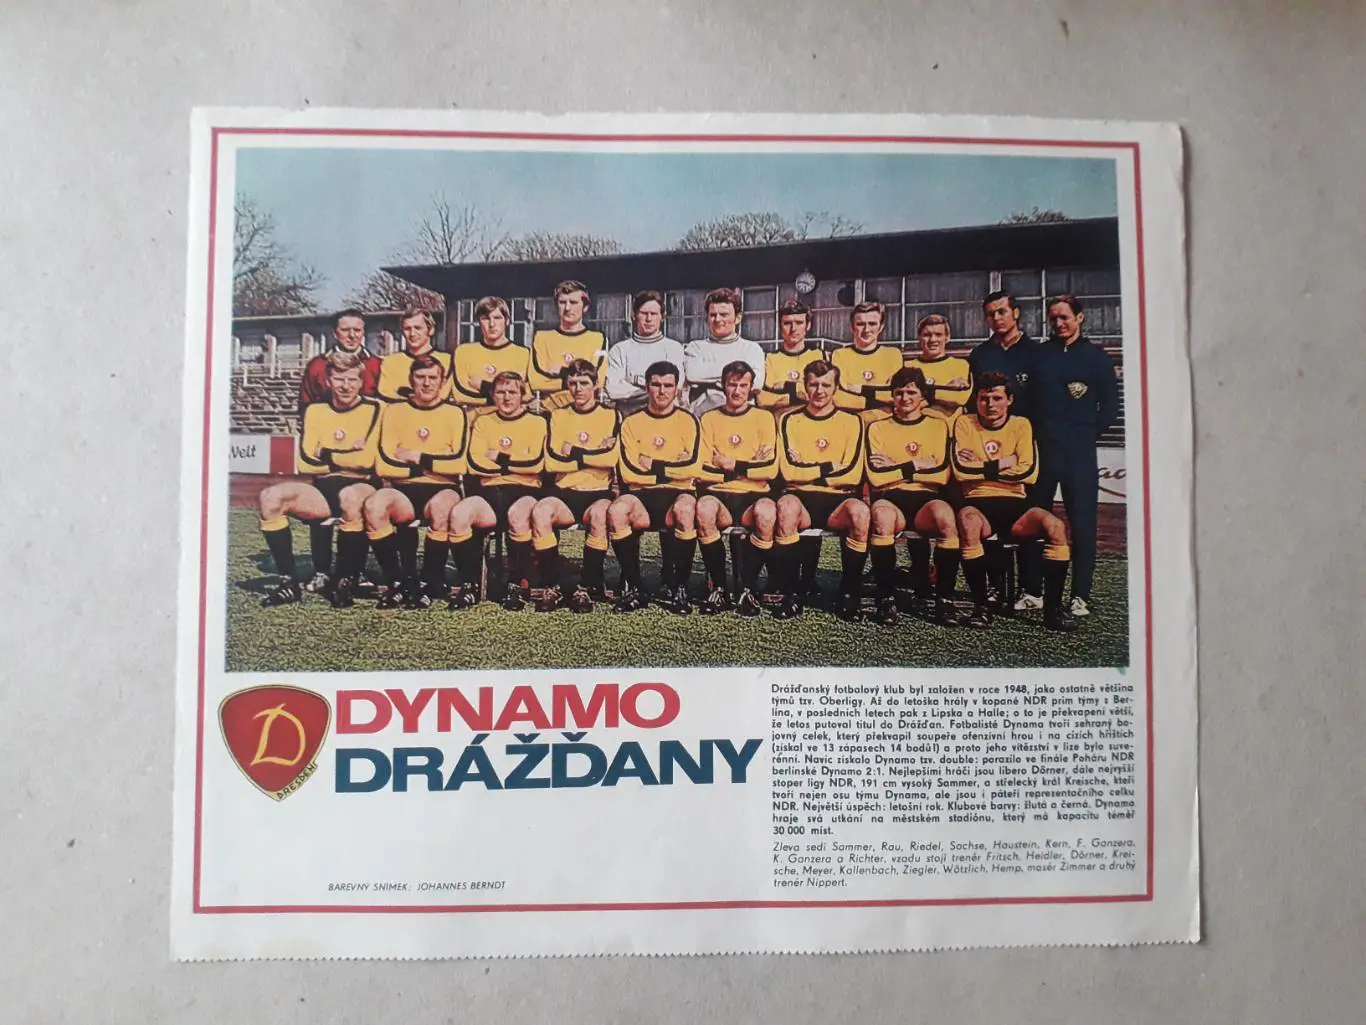 Welt
D
DRESDEN
DYNAMO
DRÁŽĎANY
Drážďanský fotbalový klub byl založen v roce 1948, jako ostatně většina
týmů tzv. Oberligy. Až do letoška hrály v kopané NDR prim týmy z Ber-
lína, v posledních letech pak z Lipska a Halle; o to je překvapení větší,
že letos putoval titul do Drážďan. Fotbalisté Dynama tvoří sehraný bo-
jovný celek, který překvapil soupeře ofenzívní hrou i na cizích hřištích
(získal ve 13 zápasech 14 bodů!) a proto jeho vítězství v lize bylo suve-
rénní. Navíc získalo Dynamo tzv. double: porazilo ve finále Poháru NDR
berlínské Dynamo 2:1. Nejlepšími hráči jsou libero Dörner, dále nejvyšší
stoper ligy NDR, 191 cm vysoký Sammer, a střelecký král Kreische, kteří
tvoří nejen osu týmu Dynama, ale jsou i páteří reprezentačního celku
NDR. Největší úspěch: letošní rok. Klubové barvy: žlutá a černá. Dynamo
hraje svá utkání na městském stadiónu, který má kapacitu téměř
30 000 míst.
Zleva sedí Sammer, Rau, Riedel, Sachse, Haustein, Kern, F. Ganzera,
K. Ganzera a Richter, vzadu stojí trenér Fritsch, Heidler, Dörner, Krei-
sche, Meyer, Kallenbach, Ziegler, Wätzlich, Hemp, masér Zimmer a druhý
trenér Nippert.
BAREVNÝ SNÍMEK: JOHANNES BERNDT